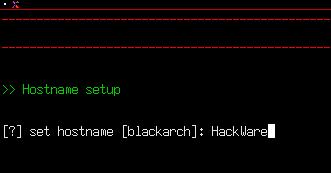 >> Hostname setup
[?] set hostname [blackarch]: HackWare